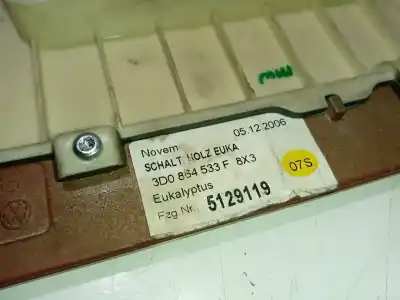 Novem 05.12.2006
SCHALT. HOLZ EUKA
3D0 864 533 F 8X3
Eukalyptus
Fzg Nr. 5129119
07S